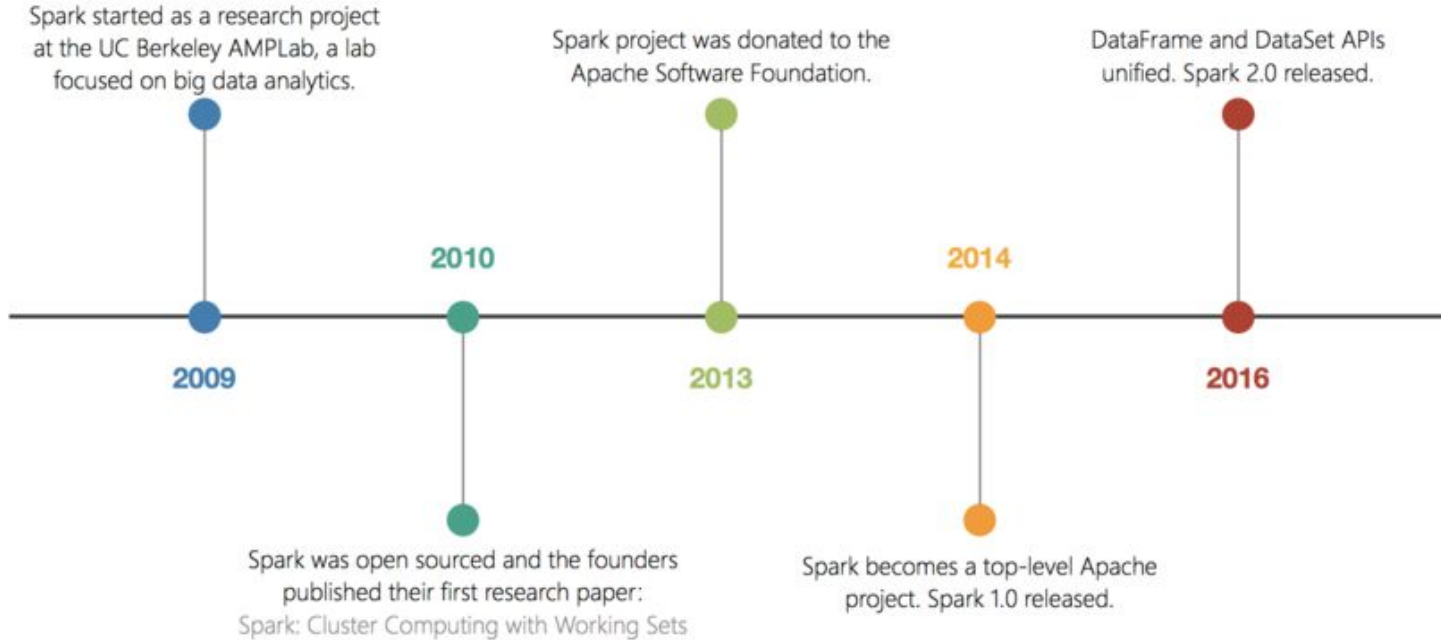 Spark started as a research project
at the UC Berkeley AMPLab, a lab
focused on big data analytics.
Spark project was donated to the
Apache Software Foundation.
DataFrame and DataSet APIs
unified. Spark 2.0 released.
2010
2014
2009
2013
2016
Spark was open sourced and the founders
published their first research paper:
Spark: Cluster Computing with Working Sets
Spark becomes a top-level Apache
project. Spark 1.0 released.